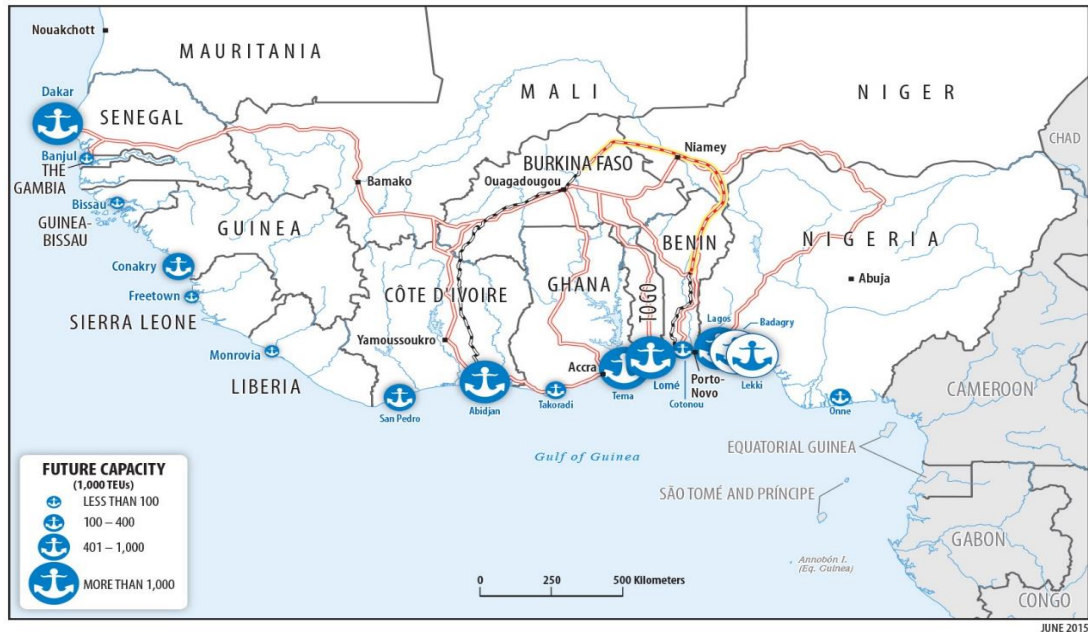 Nouakchott
MAURITANIA
MALI
NIGER
CHAD
Dakar
SENEGAL
Banjul
THE
GAMBIA
Bissau
GUINEA-
BISSAU
Bamako
BURKINA FASO
Ouagadougou
Niamey
GUINEA
BENIN
NIGERIA
Abuja
Conakry
Freetown
SIERRA LEONE
CÔTE D'IVOIRE
GHANA
TOGO
Yamoussoukro
Monrovia
LIBERIA
San Pedro
Abidjan
Takoradi
Accra
Tema
Lomé
Cotonou
PORTO-
NOVO
Lagos
Badagry
Lekki
Onne
CAMEROON
Gulf of Guinea
EQUATORIAL GUINEA
SÃO TOMÉ AND PRÍNCIPE
GABON
Annobón I.
(Eq. Guinea)
CONGO
FUTURE CAPACITY
(1,000 TEUs)
LESS THAN 100
100 – 400
401 – 1,000
MORE THAN 1,000
0 250 500 Kilometers
JUNE 2015